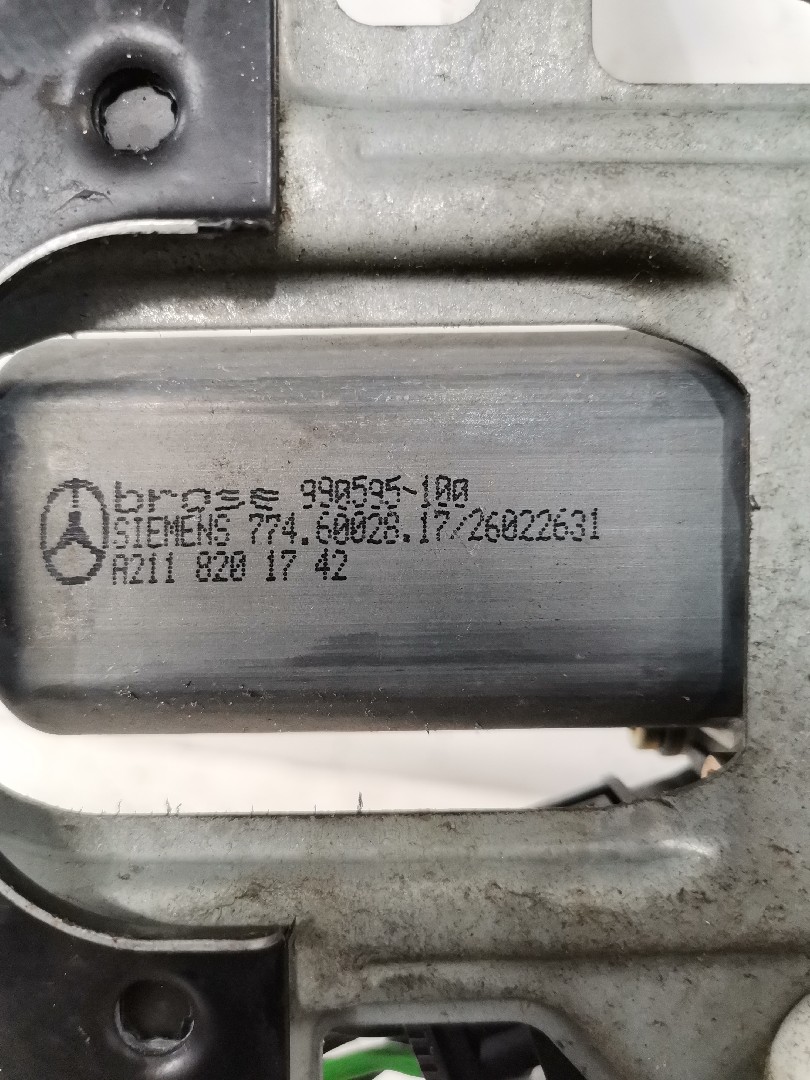 brose 990595-100
SIEMENS 774.60028.17/26022631
A211 820 17 42